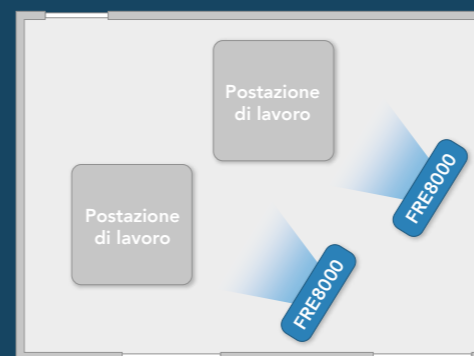 Postazione
di lavoro
FRE8000
Postazione
di lavoro
FRE8000